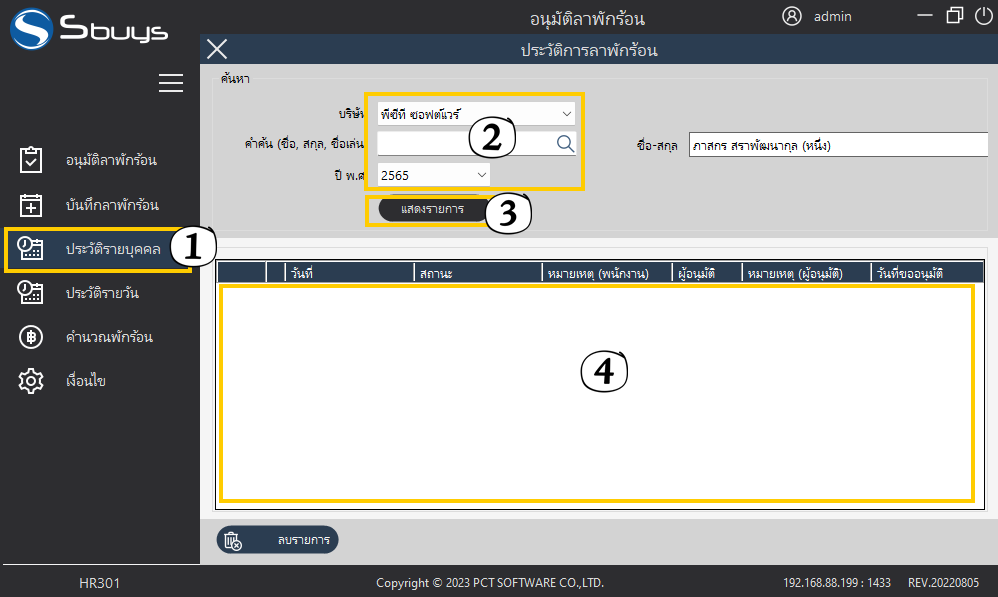 Sbuys
อนุมัติลาพักร้อน
admin
ประวัติการลาพักร้อน
อนุมัติลาพักร้อน
บันทึกลาพักร้อน
ประวัติรายบุคคล
1
ประวัติรายวัน
คำนวณพักร้อน
เงื่อนไข
ค้นหา
บริษัท
พีซีที ซอฟต์แวร์
2
คำค้น (ชื่อ, สกุล, ชื่อเล่น
ชื่อ-สกุล
ภาสกร สราพัฒนากุล (หนึ่ง)
ปี พ.ศ
2565
แสดงรายการ
3
วันที่ สถานะ หมายเหตุ (พนักงาน) ผู้อนุมัติ หมายเหตุ (ผู้อนุมัติ) วันที่ขออนุมัติ
4
ลบรายการ
HR301
Copyright © 2023 PCT SOFTWARE CO.,LTD.
192.168.88.199 : 1433
REV.20220805